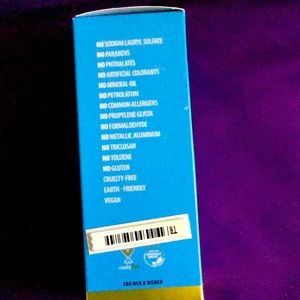 NO SODIUM LAURYL SULFATE
NO PARABENS
NO PHTHALATES
NO ARTIFICIAL COLORANTS
NO MINERAL OIL
NO PETROLATUM
NO COMMON ALLERGENS
NO PROPYLENE GLYCOL
NO FORMALDEHYDE
NO METALLIC ALUMINUM
NO TRICLOSAN
NO TOLUENE
NO GLUTEN
CRUELTY-FREE
EARTH - FRIENDLY
VEGAN
FOR MEN & WOMEN